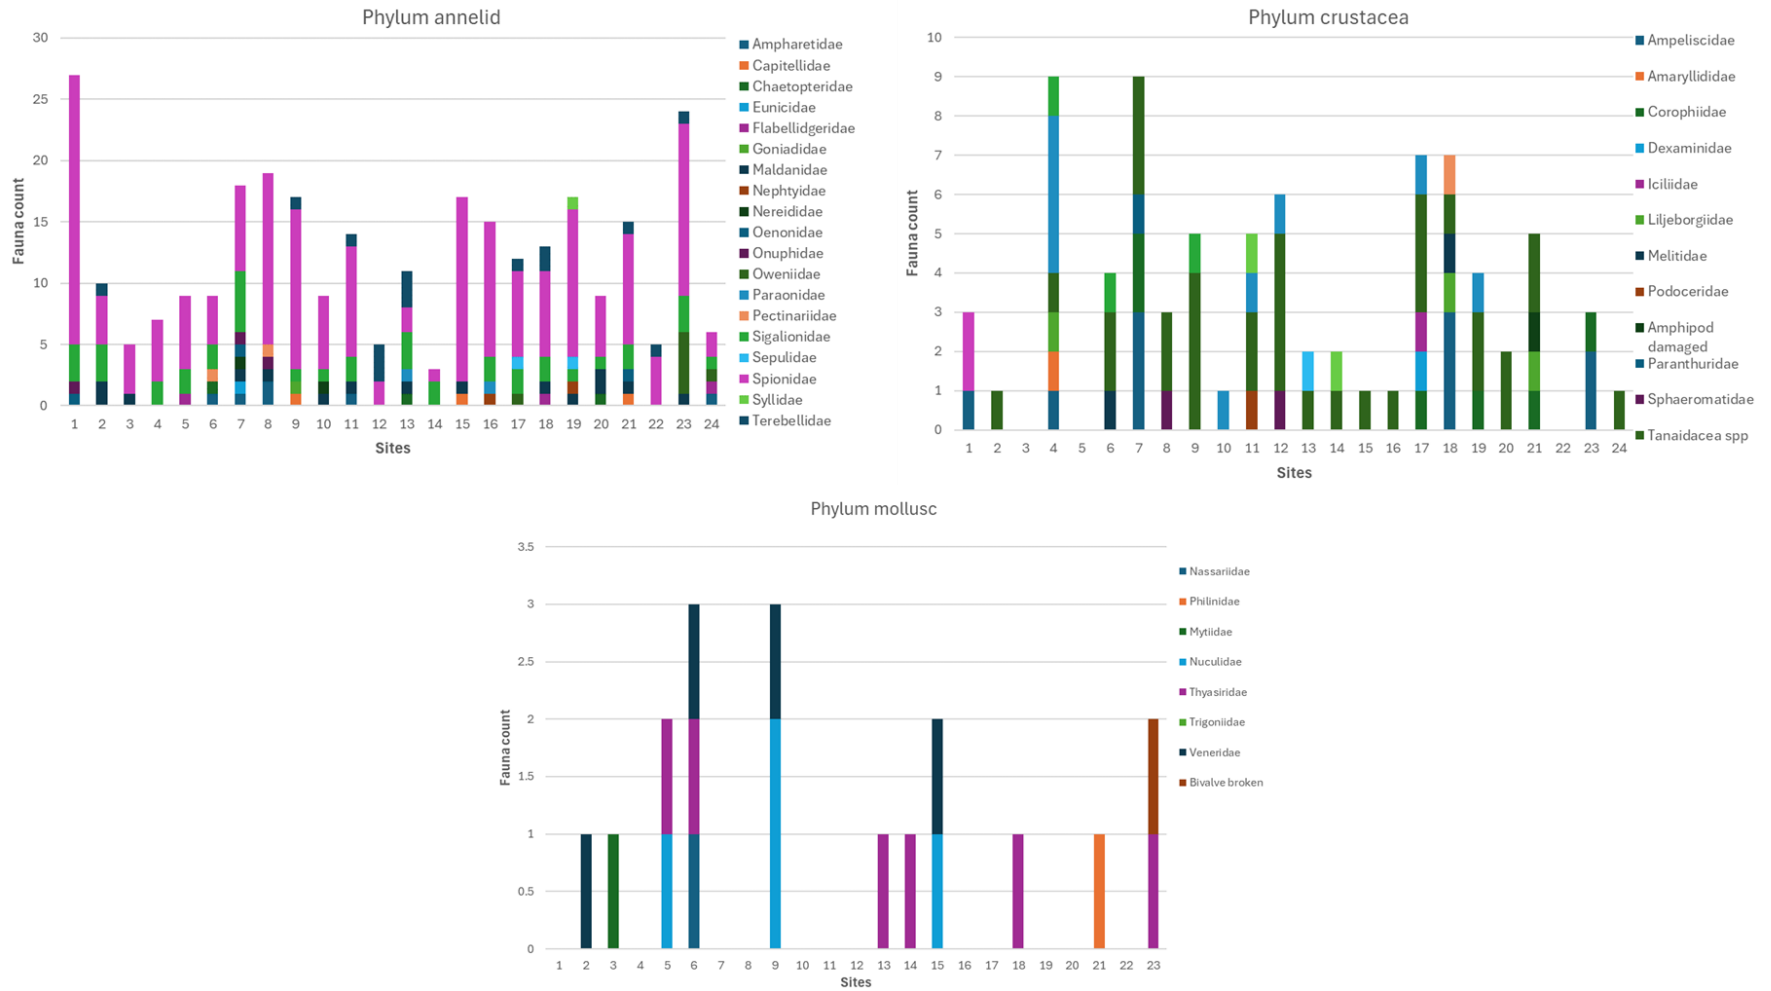 Phylum annelid
30
25
20
15
10
5
0
Fauna count
1 2 3 4 5 6 7 8 9 10 11 12 13 14 15 16 17 18 19 20 21 22 23 24
Sites
Ampharetidae
Capitellidae
Chaetopteridae
Eunicidae
Flabellidgeridae
Goniadidae
Maldanidae
Nephtyidae
Nereididae
Oenonidae
Onuphidae
Oweniidae
Paraonidae
Pectinariidae
Sigalionidae
Sepulidae
Spionidae
Syllidae
Terebellidae
Phylum crustacea
10
9
8
7
6
5
4
3
2
1
0
Fauna count
1 2 3 4 5 6 7 8 9 10 11 12 13 14 15 16 17 18 19 20 21 22 23 24
Sites
Ampeliscidae
Amaryllididae
Corophiidae
Dexaminidae
Iciliidae
Liljeborgiidae
Melitidae
Podoceridae
Amphipod
damaged
Paranthuridae
Sphaeromatidae
Tanaidacea spp
Phylum mollusc
3.5
3
2.5
2
1.5
1
0.5
0
Fauna count
1 2 3 4 5 6 7 8 9 10 11 12 13 14 15 16 17 18 19 20 21 22 23
Sites
Nassariidae
Philinidae
Mytiidae
Nuculidae
Thyasiridae
Trigoniidae
Veneridae
Bivalve broken